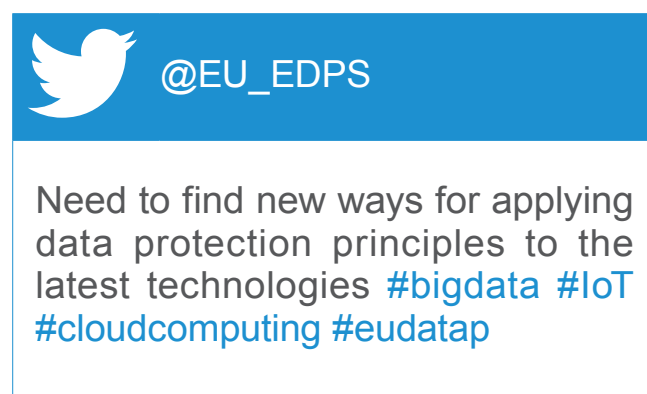 @EU_EDPS
Need to find new ways for applying
data protection principles to the
latest technologies #bigdata #IoT
#cloudcomputing #eudatap